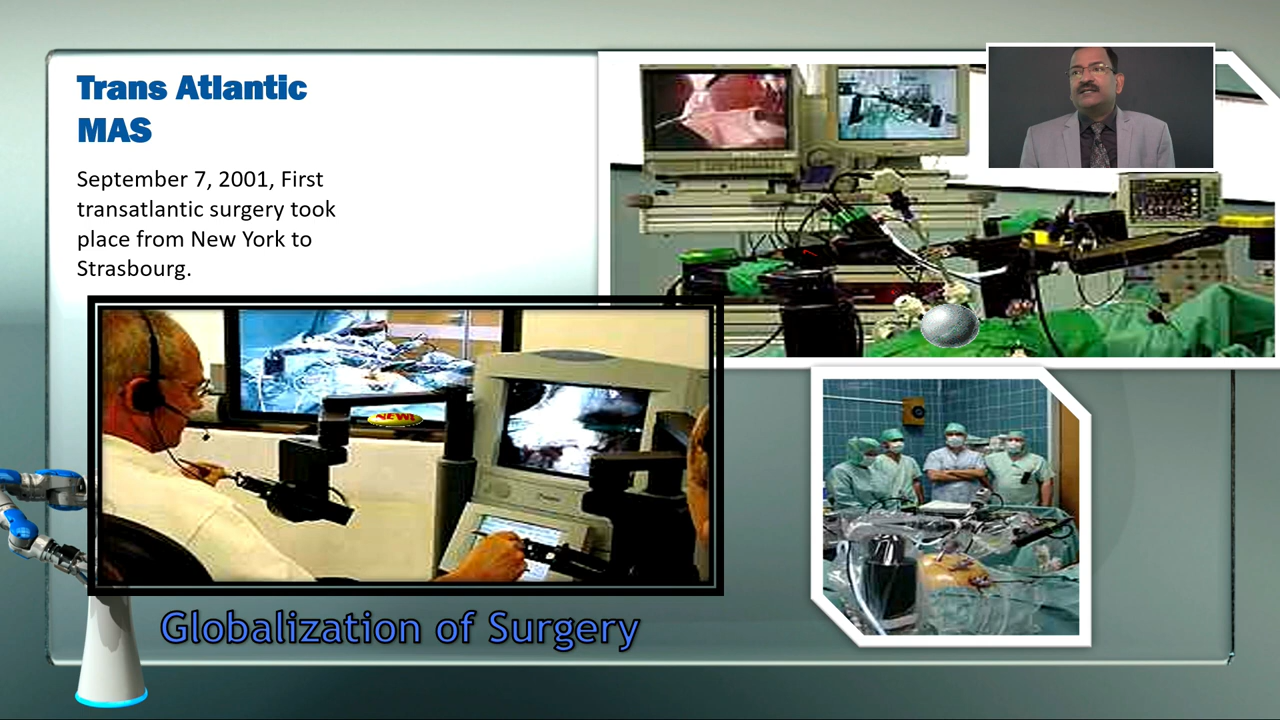 Trans Atlantic
MAS
September 7, 2001, First
transatlantic surgery took
place from New York to
Strasbourg.
NEW!
Globalization of Surgery